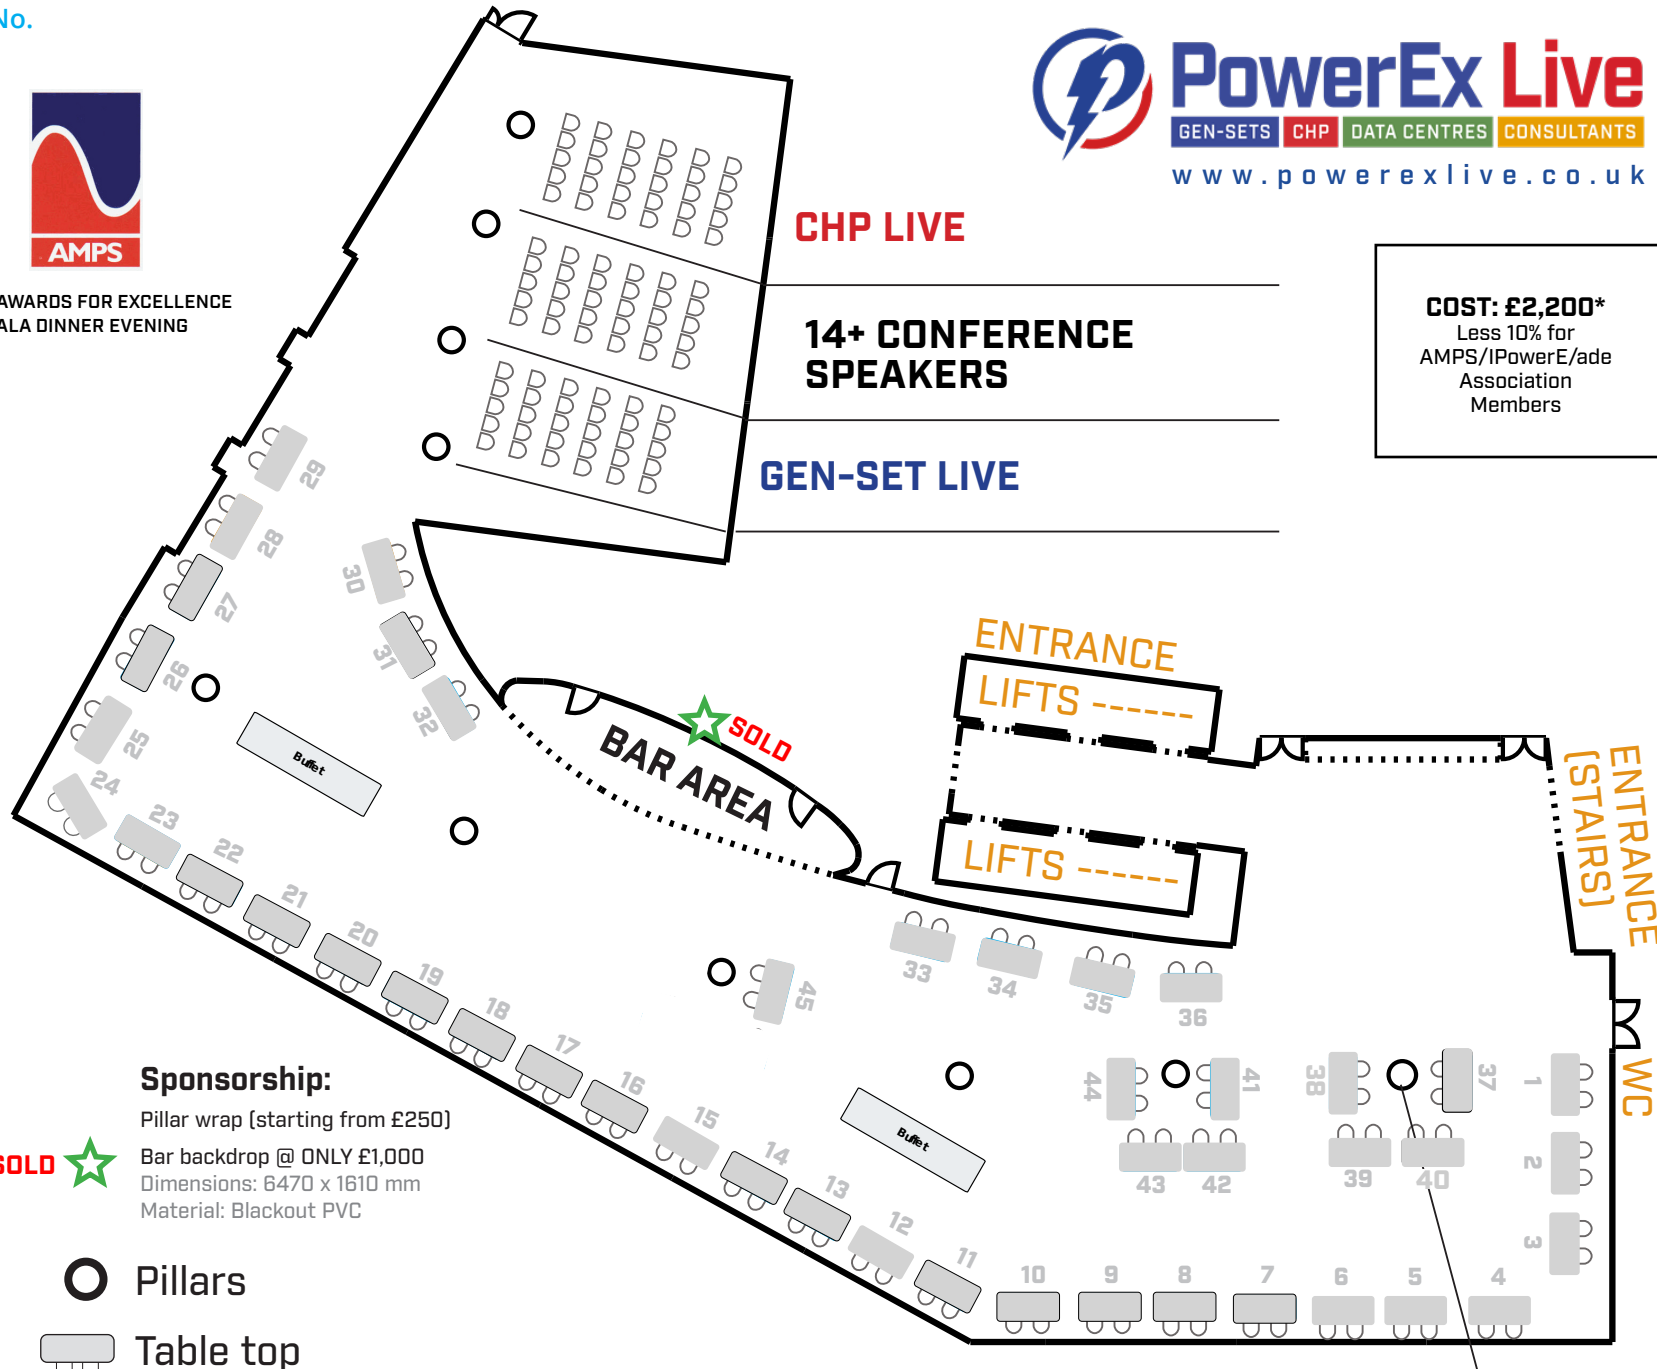 No.
PowerEx Live
GEN-SETS CHP DATA CENTRES CONSULTANTS
www.powerexlive.co.uk
AMPS
AWARDS FOR EXCELLENCE
ALA DINNER EVENING
CHP LIVE
14+ CONFERENCE
SPEAKERS
GEN-SET LIVE
COST: £2,200*
Less 10% for
AMPS/IPowerE/ade
Association
Members
29
28
27
26
25
24
23
22
21
20
19
18
17
16
15
14
13
12
11
10
9
8
7
6
5
4
3
2
1
30
31
32
Buffet
BAR AREA
SOLD
ENTRANCE
LIFTS ------
LIFTS ------
ENTRANCE
(STAIRS)
WC
33
34
35
36
45
44
41
38
37
43
42
39
40
Buffet
Sponsorship:
Pillar wrap (starting from £250)
SOLD
Bar backdrop @ ONLY £1,000
Dimensions: 6470 x 1610 mm
Material: Blackout PVC
Pillars
Table top